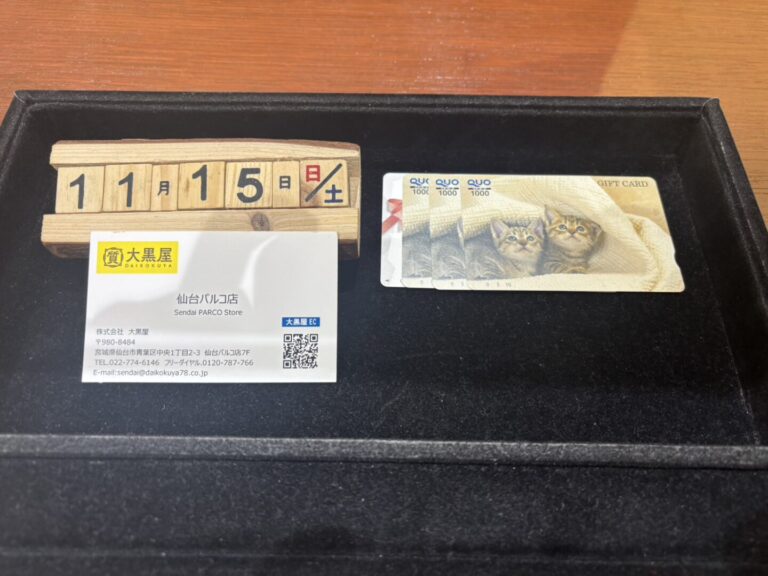 11月15日 日/土
質 大黒屋
DAIKOKUYA
仙台パルコ店
Sendai PARCO Store
大黒屋 EC
株式会社 大黒屋
〒980-8484
宮城県仙台市青葉区中央1丁目2-3 仙台パルコ店7F
TEL.022-774-6146 フリーダイヤル.0120-787-766
E-mail:sendai@daikokuya78.co.jp
QUO
1000
QUO
1000
QUO
1000
GIFT CARD